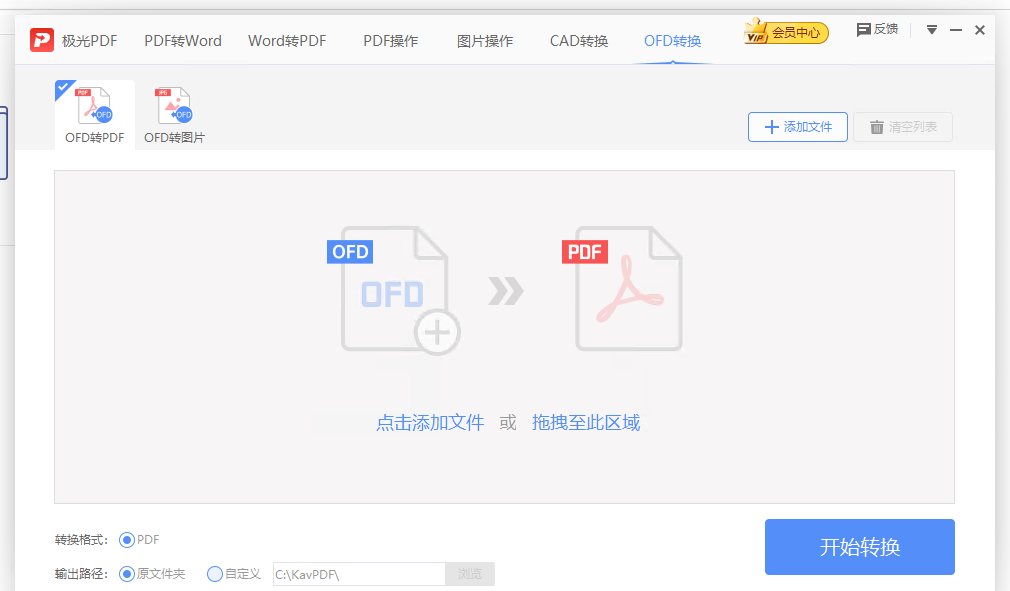 极光PDF PDF转Word Word转PDF PDF操作 图片操作 CAD转换 OFD转换 VIP 会员中心 反馈
PDF OFD JPG OFD
OFD转PDF OFD转图片 添加文件 清空列表
OFD PDF
OFD
点击添加文件 或 拖拽至此区域
转换格式： PDF
开始转换
输出路径： 原文件夹 自定义 C:\KavPDF\ 浏览